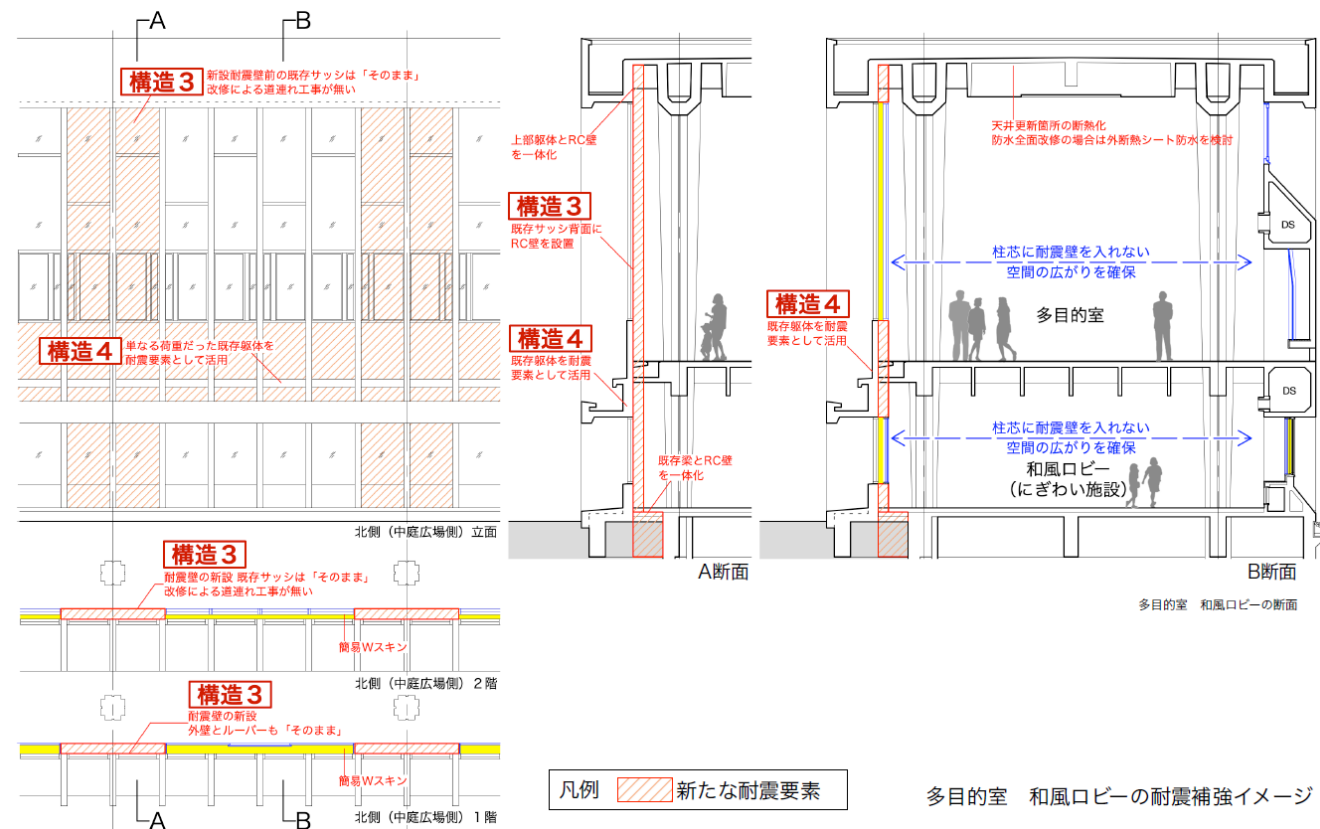 A
B
構造3
新設耐震壁前の既存サッシは「そのまま」
改修による道連れ工事が無い
構造4
単なる荷重だった既存躯体を
耐震要素として活用
北側（中庭広場側）立面
構造3
耐震壁の新設 既存サッシは「そのまま」
改修による道連れ工事が無い
簡易Wスキン
北側（中庭広場側）２階
構造3
耐震壁の新設
外壁とルーバーも「そのまま」
簡易Wスキン
北側（中庭広場側）１階
A
B
上部躯体とRC壁
を一体化
構造3
既存サッシ背面に
RC壁を設置
構造4
既存躯体を耐震
要素として活用
既存梁とRC壁
を一体化
A断面
天井更新箇所の断熱化
防水全面改修の場合は外断熱シート防水を検討
DS
柱芯に耐震壁を入れない
空間の広がりを確保
多目的室
構造4
既存躯体を耐震
要素として活用
DS
柱芯に耐震壁を入れない
空間の広がりを確保
和風ロビー
（にぎわい施設）
B断面
多目的室　和風ロビーの断面
凡例 新たな耐震要素
多目的室　和風ロビーの耐震補強イメージ